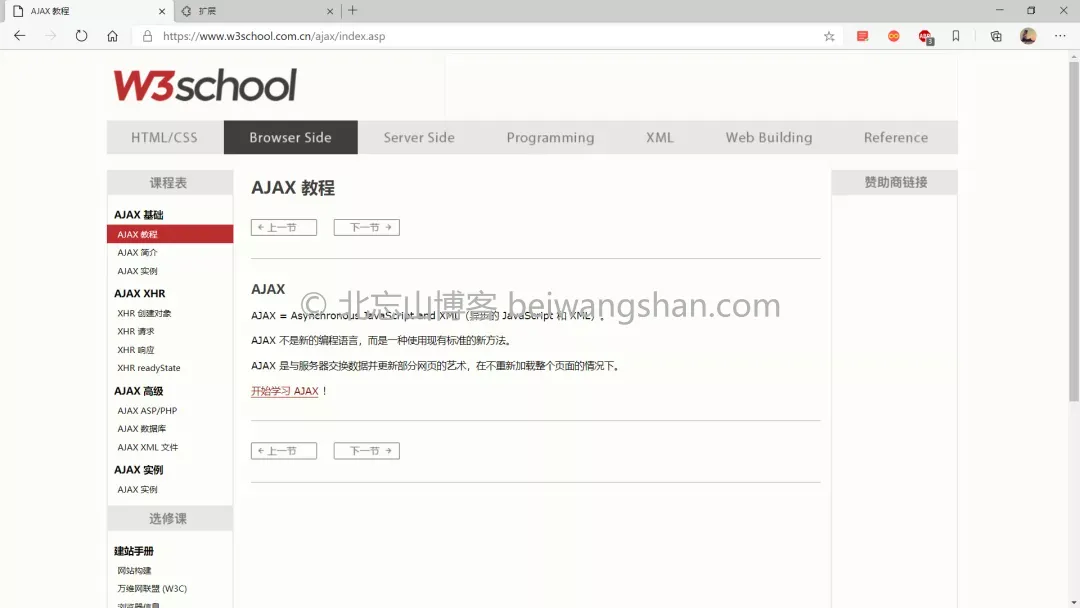 AJAX 教程
扩展
https://www.w3school.com.cn/ajax/index.asp
3
W3school
HTML/CSS
Browser Side
Server Side
Programming
XML
Web Building
Reference
课程表
AJAX 基础
AJAX 教程
AJAX 简介
AJAX 实例
AJAX XHR
XHR 创建对象
XHR 请求
XHR 响应
XHR readyState
AJAX 高级
AJAX ASP/PHP
AJAX 数据库
AJAX XML 文件
AJAX 实例
AJAX 实例
选修课
建站手册
网站构建
万维网联盟 (W3C)
浏览器信息
AJAX 教程
上一节
下一节
AJAX
© 北忘山博客 beiwangshan.com
AJAX = Asynchronous JavaScript and XML（异步的 JavaScript 和 XML）。
AJAX 不是新的编程语言，而是一种使用现有标准的新方法。
AJAX 是与服务器交换数据并更新部分网页的艺术，在不重新加载整个页面的情况下。
开始学习 AJAX ！
上一节
下一节
赞助商链接